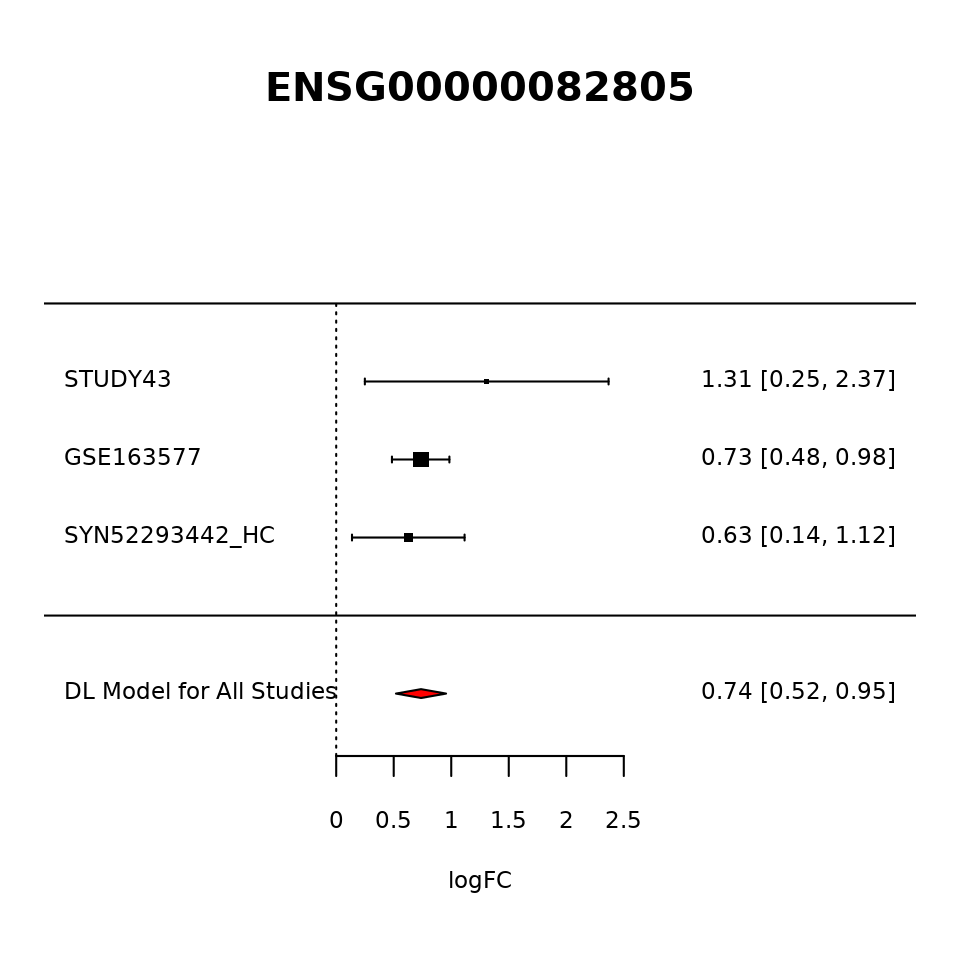 ENSG00000082805
STUDY43 1.31 [0.25, 2.37]
GSE163577 0.73 [0.48, 0.98]
SYN52293442_HC 0.63 [0.14, 1.12]
DL Model for All Studies 0.74 [0.52, 0.95]
0 0.5 1 1.5 2 2.5
logFC